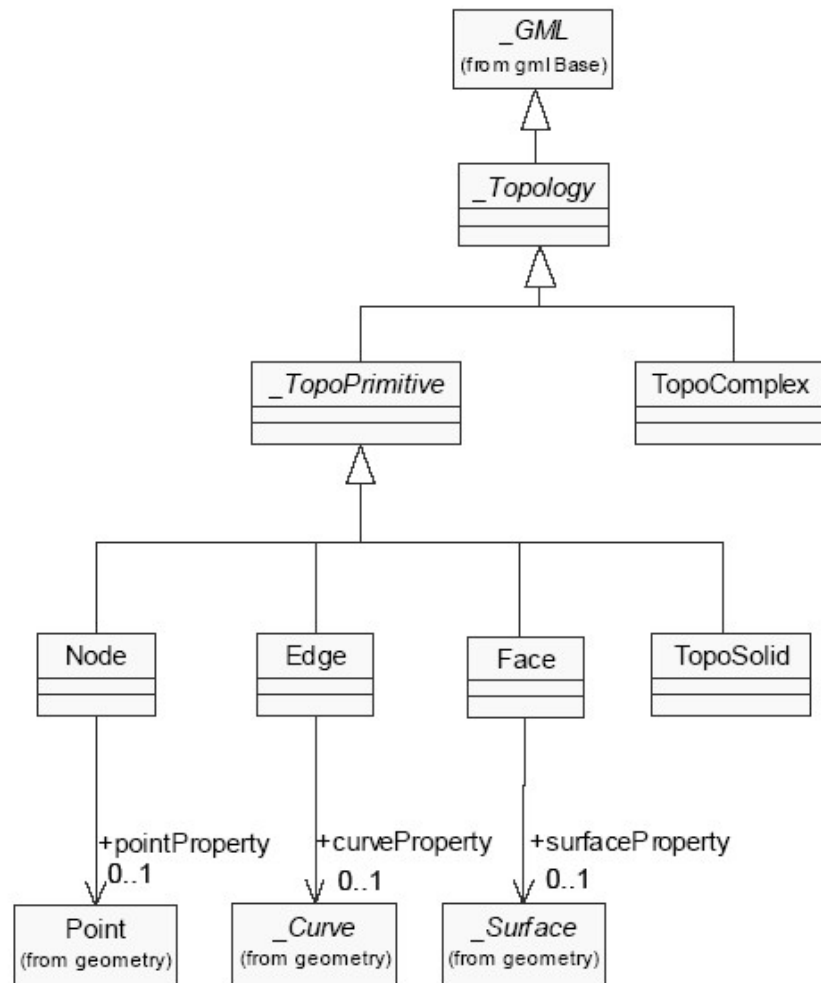 _GML
(from gml Base)
_Topology
_TopoPrimitive
TopoComplex
Node
Edge
Face
TopoSolid
+pointProperty
0..1
+curveProperty
0..1
+surfaceProperty
0..1
Point
(from geometry)
_Curve
(from geometry)
_Surface
(from geometry)